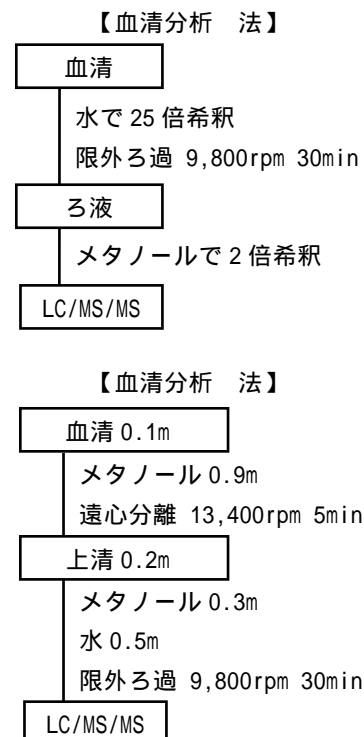 【血清分析　法】
血清
水で 25 倍希釈
限外ろ過 9,800rpm 30min
ろ液
メタノールで 2 倍希釈
LC/MS/MS
【血清分析　法】
血清 0.1m
メタノール 0.9m
遠心分離 13,400rpm 5min
上清 0.2m
メタノール 0.3m
水 0.5m
限外ろ過 9,800rpm 30min
LC/MS/MS